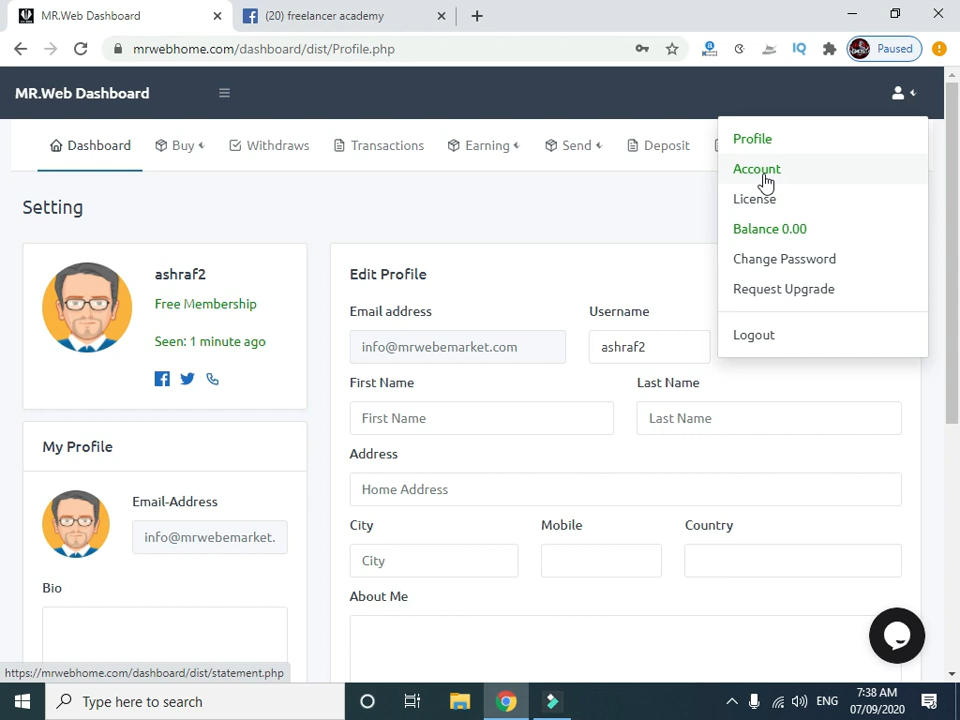 MR.Web Dashboard
(20) freelancer academy
mrwebhome.com/dashboard/dist/Profile.php
IQ
Paused
MR.Web Dashboard
Dashboard
Buy
Withdraws
Transactions
Earning
Send
Deposit
Profile
Account
License
Balance 0.00
Change Password
Request Upgrade
Logout
Setting
ashraf2
Free Membership
Seen: 1 minute ago
My Profile
Email-Address
info@mrwebemarket.
Bio
Edit Profile
Email address
Username
info@mrwebemarket.com
ashraf2
First Name
Last Name
First Name
Last Name
Address
Home Address
City
Mobile
Country
City
About Me
https://mrwebhome.com/dashboard/dist/statement.php
Type here to search
ENG
7:38 AM
07/09/2020